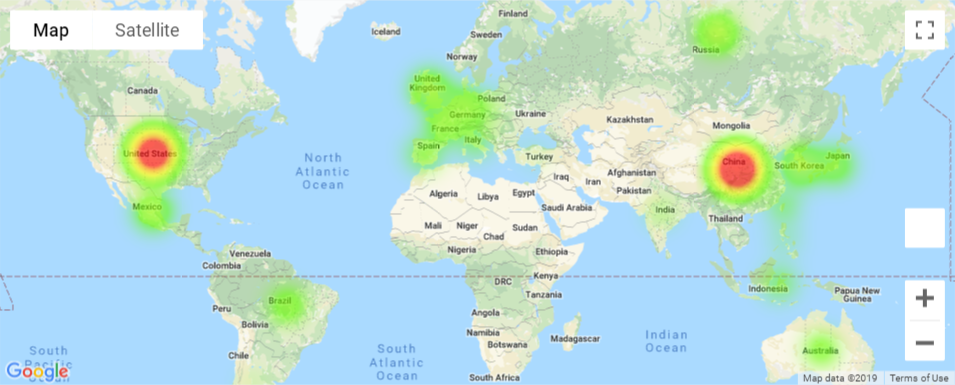 Map
Satellite
Iceland
Finland
Sweden
Norway
Russia
Canada
United
Kingdom
Poland
Germany
Ukraine
France
Kazakhstan
Mongolia
Italy
Spain
Turkey
United States
North
Atlantic
Ocean
China
South Korea
Japan
Iraq
Iran
Afghanistan
Pakistan
Algeria
Libya
Egypt
Saudi Arabia
India
Mexico
Thailand
Mali
Niger
Chad
Sudan
Nigeria
Ethiopia
Venezuela
Colombia
DRC
Kenya
Tanzania
Indonesia
Papua New
Guinea
Brazil
Peru
Bolivia
Angola
Namibia
Botswana
Madagascar
Indian
Ocean
Chile
South
Atlantic
Ocean
South Africa
Australia
South
Pacific
Ocean
Google
Map data ©2019
Terms of Use